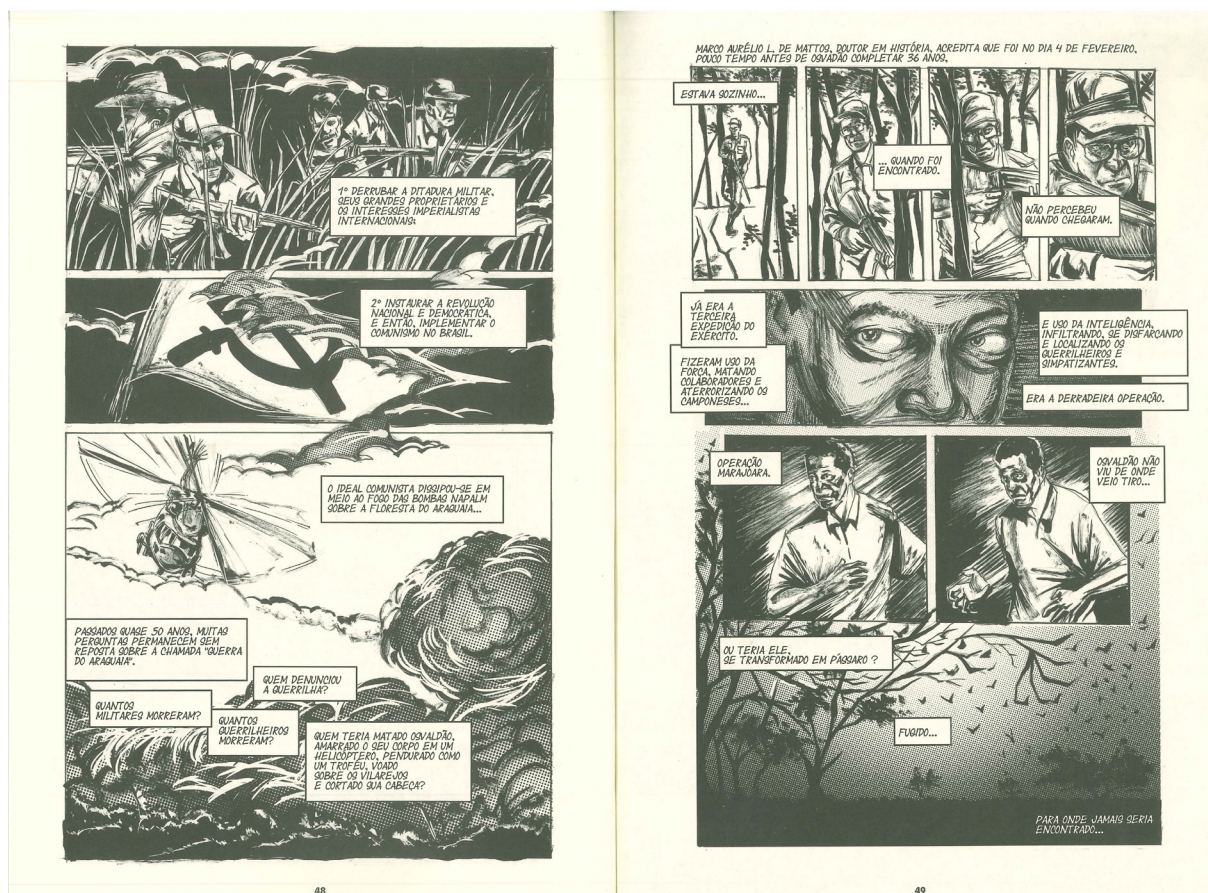 1º DERRUBAR A DITADURA MILITAR,
SEUS GRANDES PROPRIETÁRIOS E
OS INTERESSES IMPERIALISTAS
INTERNACIONAIS;
2º INSTAURAR A REVOLUÇÃO
NACIONAL E DEMOCRÁTICA,
E ENTÃO, IMPLEMENTAR O
COMUNISMO NO BRASIL.
O IDEAL COMUNISTA DISSIPOU-SE EM
MEIO AO FOGO DAS BOMBAS NAPALM
SOBRE A FLORESTA DO ARAGUAIA...
PASSADOS QUASE 50 ANOS, MUITAS
PERGUNTAS PERMANECEM SEM
REPOSTA SOBRE A CHAMADA "GUERRA
DO ARAGUAIA".
QUEM DENUNCIOU
A GUERRILHA?
QUANTOS
MILITARES MORRERAM?
QUANTOS
GUERRILHEIROS
MORRERAM?
QUEM TERIA MATADO OSVALDÃO,
AMARRADO O SEU CORPO EM UM
HELICÓPTERO, PENDURADO COMO
UM TROFÉU, VOADO
SOBRE OS VILAREJOS
E CORTADO SUA CABEÇA?
48
MARCO AURÉLIO L. DE MATTOS, DOUTOR EM HISTÓRIA, ACREDITA QUE FOI NO DIA 4 DE FEVEREIRO,
POUCO TEMPO ANTES DE OSVADÃO COMPLETAR 36 ANOS,
ESTAVA SOZINHO...
... QUANDO FOI
ENCONTRADO.
NÃO PERCEBEU
QUANDO CHEGARAM.
JÁ ERA A
TERCEIRA
EXPEDIÇÃO DO
EXÉRCITO.
FIZERAM USO DA
FORÇA, MATANDO
COLABORADORES E
ATERRORIZANDO OS
CAMPONESES...
E USO DA INTELIGÊNCIA,
INFILTRANDO, SE DISFARÇANDO
E LOCALIZANDO OS
GUERRILHEIROS E
SIMPATIZANTES.
ERA A DERRADEIRA OPERAÇÃO.
OPERAÇÃO
MARAJOARA.
OSVALDÃO NÃO
VIU DE ONDE
VEIO TIRO...
OU TERIA ELE,
SE TRANSFORMADO EM PÁSSARO ?
FUGIDO...
PARA ONDE JAMAIS SERIA
ENCONTRADO...
49